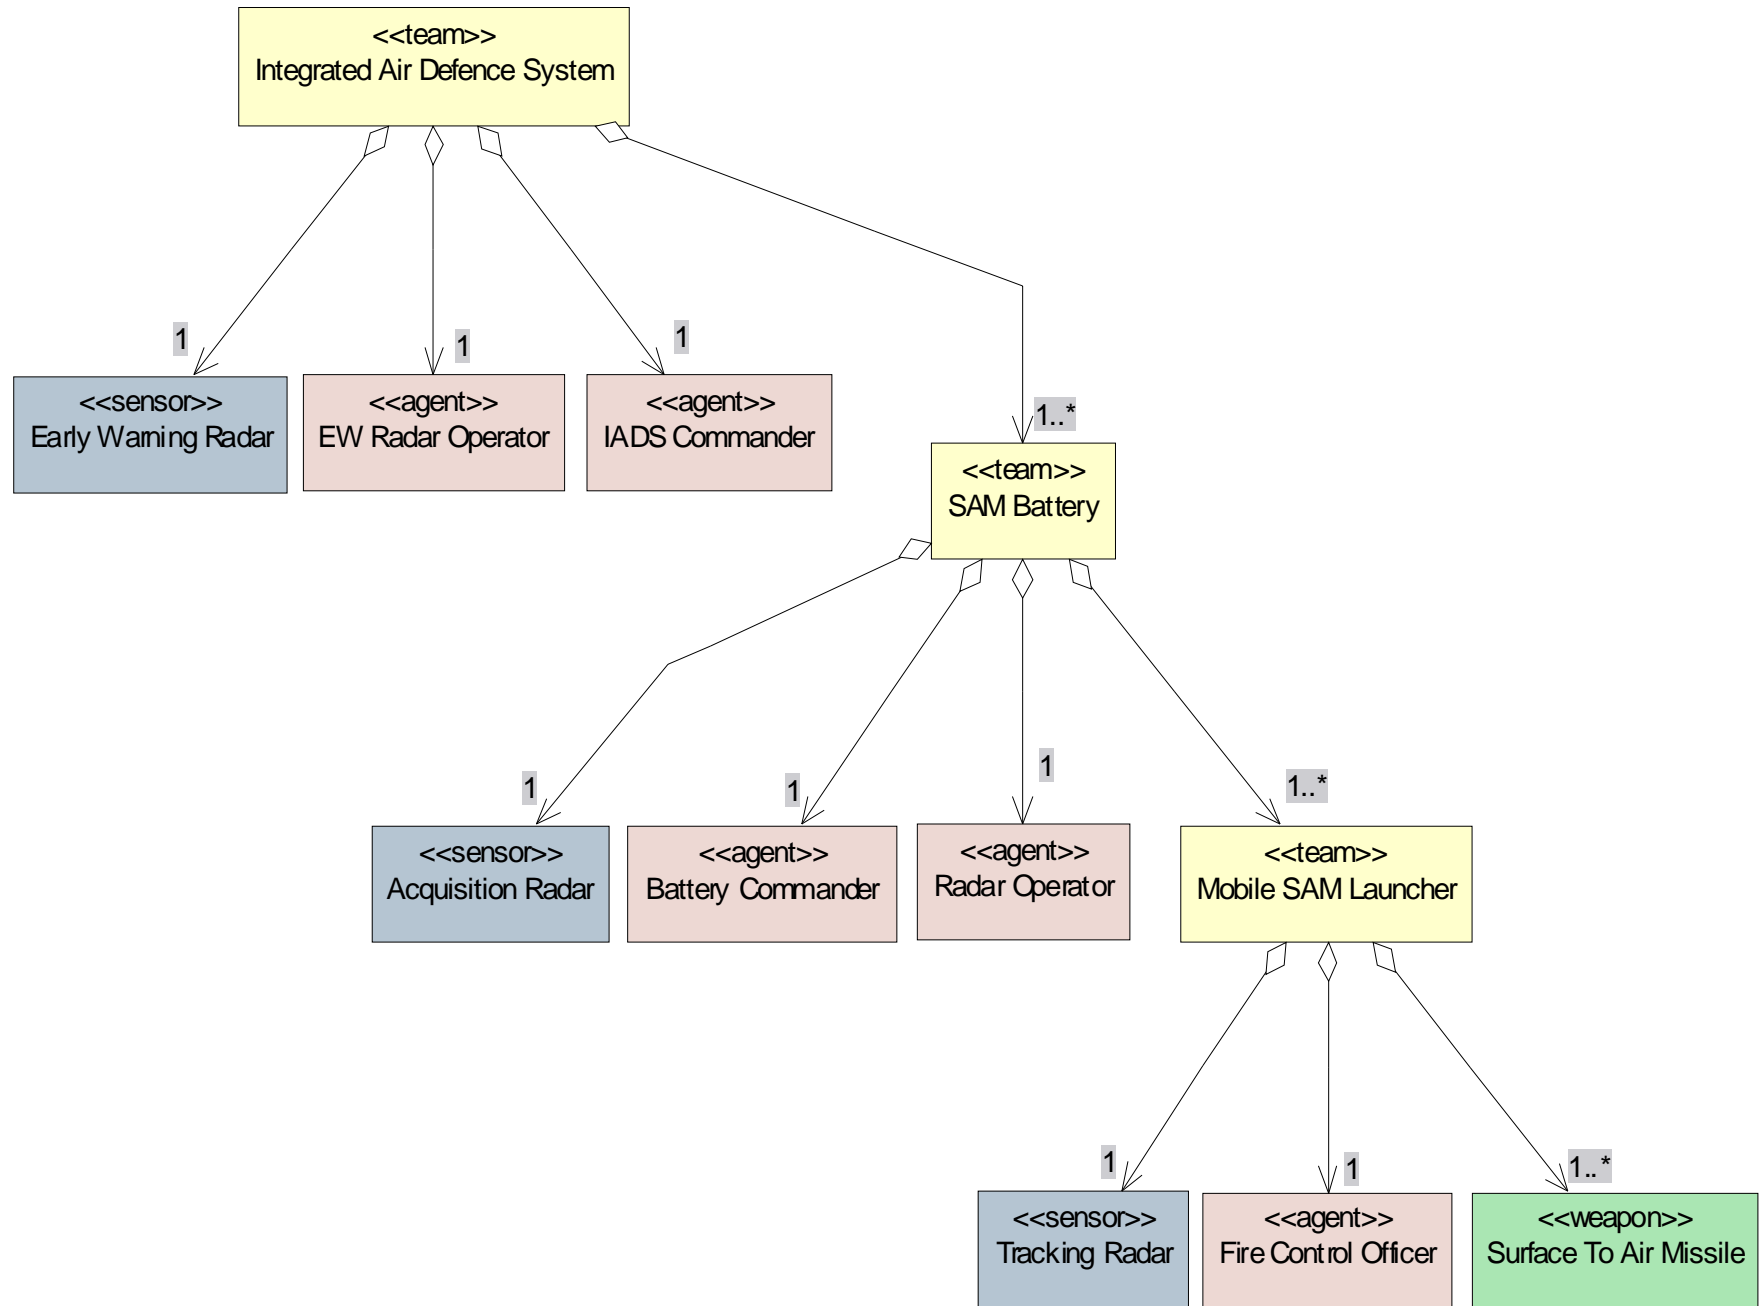 <<team>>
Integrated Air Defence System
1
1
1
<<sensor>>
Early Warning Radar
<<agent>>
EW Radar Operator
<<agent>>
IADS Commander
1..*
<<team>>
SAM Battery
1
1
1
1..*
<<sensor>>
Acquisition Radar
<<agent>>
Battery Commander
<<agent>>
Radar Operator
<<team>>
Mobile SAM Launcher
1
1
1..*
<<sensor>>
Tracking Radar
<<agent>>
Fire Control Officer
<<weapon>>
Surface To Air Missile